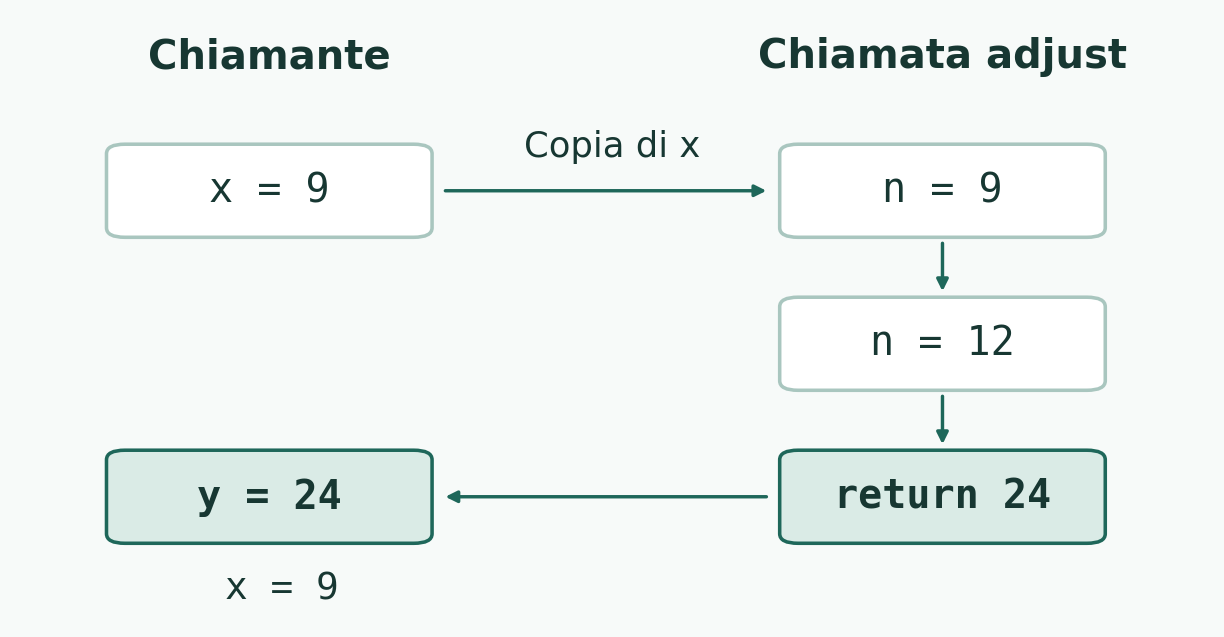 Chiamante
Chiamata adjust
Copia di x
x = 9
n = 9
n = 12
y = 24
return 24
x = 9